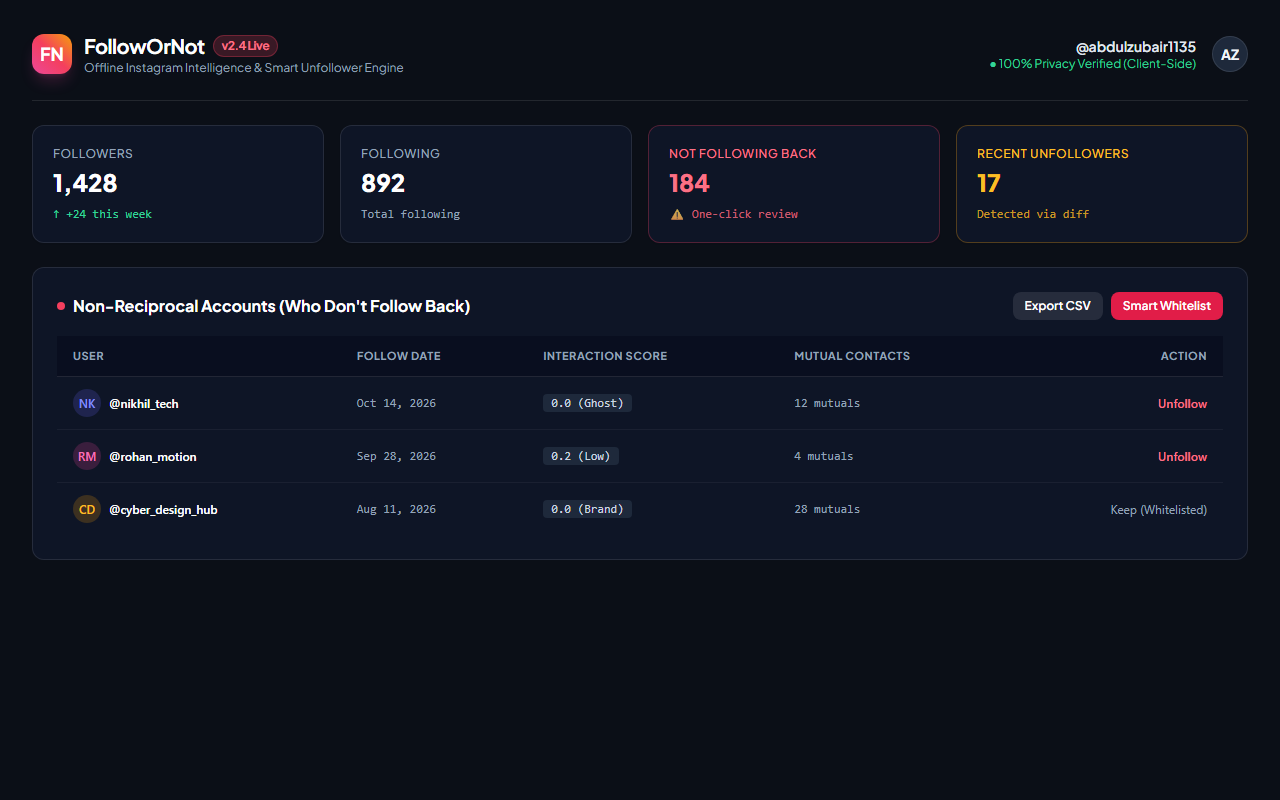 FN
FollowOrNot
v2.4 Live
Offline Instagram Intelligence & Smart Unfollower Engine
@abdulzubair1135
● 100% Privacy Verified (Client-Side)
AZ
FOLLOWERS
1,428
↑ +24 this week
FOLLOWING
892
Total following
NOT FOLLOWING BACK
184
⚠ One-click review
RECENT UNFOLLOWERS
17
Detected via diff
Non-Reciprocal Accounts (Who Don't Follow Back)
Export CSV
Smart Whitelist
USER FOLLOW DATE INTERACTION SCORE MUTUAL CONTACTS ACTION
NK @nikhil_tech Oct 14, 2026 0.0 (Ghost) 12 mutuals Unfollow
RM @rohan_motion Sep 28, 2026 0.2 (Low) 4 mutuals Unfollow
CD @cyber_design_hub Aug 11, 2026 0.0 (Brand) 28 mutuals Keep (Whitelisted)